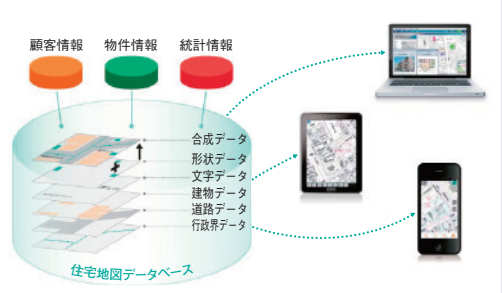 顧客情報
物件情報
統計情報
合成データ
形状データ
文字データ
建物データ
道路データ
行政界データ
住宅地図データベース